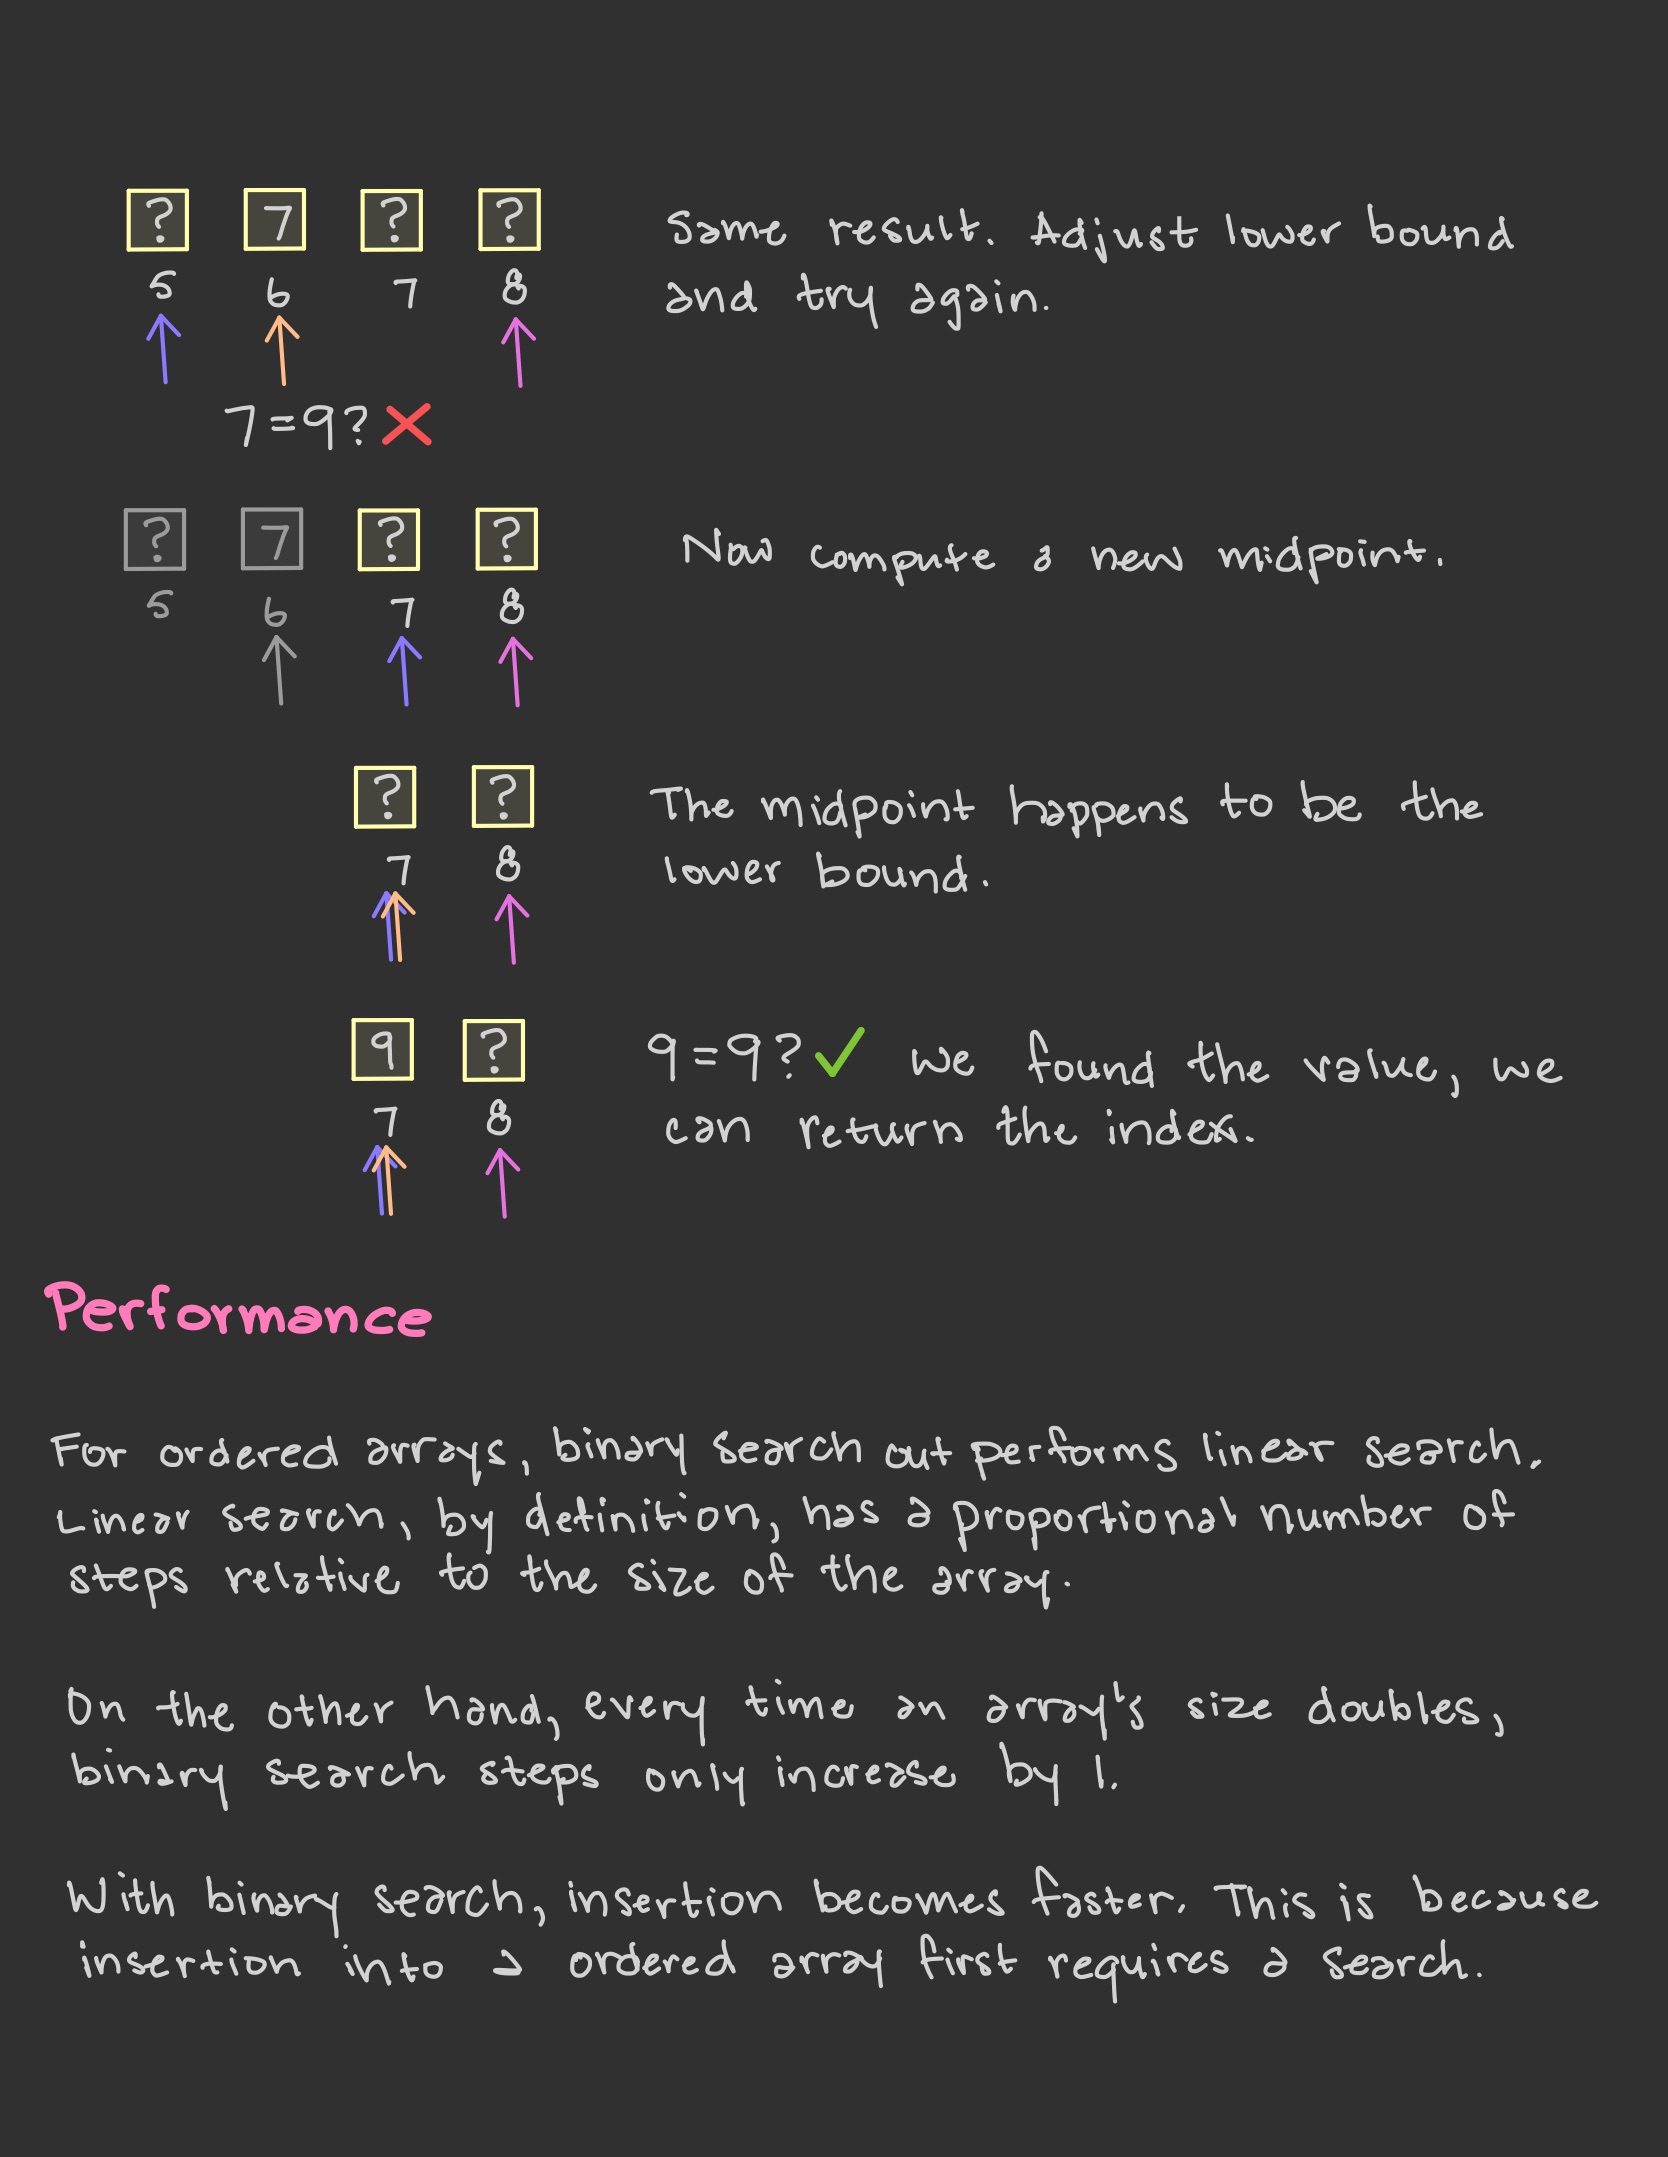 ? 7 ? ?
5 6 7 8
Same result. Adjust lower bound
and try again.
7=9?
? 7 ? ?
5 6 7 8
Now compute a new midpoint.
? ?
7 8
The midpoint happens to be the
lower bound.
9 ?
7 8
9=9? we found the value, we
can return the index.
Performance
For ordered arrays, binary search out performs linear search.
Linear search, by definition, has a proportional number of
steps relative to the size of the array.
On the other hand, every time an array's size doubles,
binary search steps only increase by 1.
With binary search, insertion becomes faster. This is because
insertion into a ordered array first requires a search.